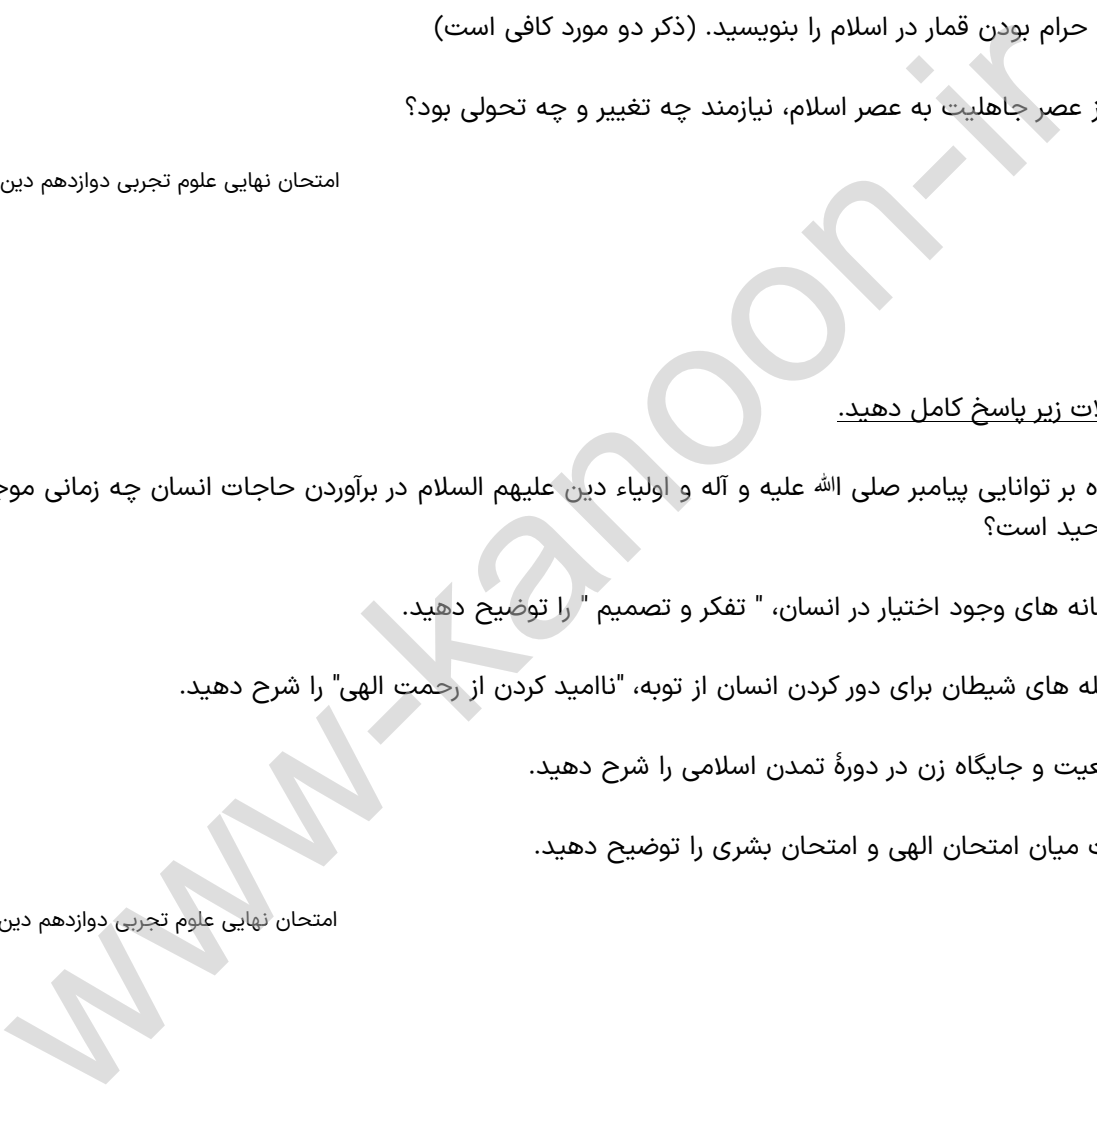 حرام بودن قمار در اسلام را بنویسید. (ذکر دو مورد کافی است)
ز عصر جاهلیت به عصر اسلام، نیازمند چه تغییر و چه تحولی بود؟
امتحان نهایی علوم تجربی دوازدهم دین
لات زیر پاسخ کامل دهید.
ه بر توانایی پیامبر صلی الله علیه و آله و اولیاء دین علیهم السلام در برآوردن حاجات انسان چه زمانی موج
حید است؟
انه های وجود اختیار در انسان، " تفکر و تصمیم " را توضیح دهید.
له های شیطان برای دور کردن انسان از توبه، "ناامید کردن از رحمت الهی" را شرح دهید.
عیت و جایگاه زن در دورهٔ تمدن اسلامی را شرح دهید.
ت میان امتحان الهی و امتحان بشری را توضیح دهید.
امتحان نهایی علوم تجربی دوازدهم دین
www-kanoon-ir